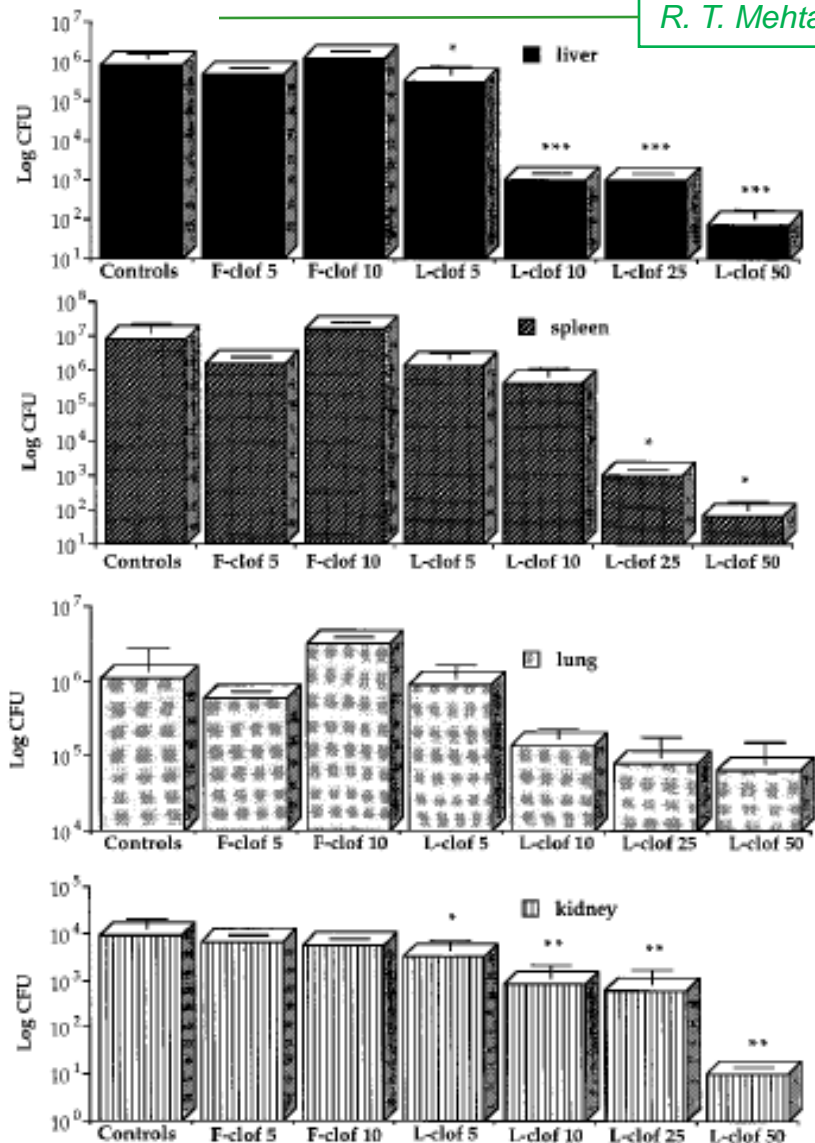 R. T. Mehta
10⁷
10⁶
10⁵
10⁴
10³
10²
10¹
Log CFU
liver
*
***
***
***
Controls F-clof 5 F-clof 10 L-clof 5 L-clof 10 L-clof 25 L-clof 50
10⁸
10⁷
10⁶
10⁵
10⁴
10³
10²
10¹
Log CFU
spleen
*
*
Controls F-clof 5 F-clof 10 L-clof 5 L-clof 10 L-clof 25 L-clof 50
10⁷
10⁶
10⁵
10⁴
Log CFU
lung
Controls F-clof 5 F-clof 10 L-clof 5 L-clof 10 L-clof 25 L-clof 50
10⁵
10⁴
10³
10²
10¹
10⁰
Log CFU
kidney
*
**
**
**
Controls F-clof 5 F-clof 10 L-clof 5 L-clof 10 L-clof 25 L-clof 50